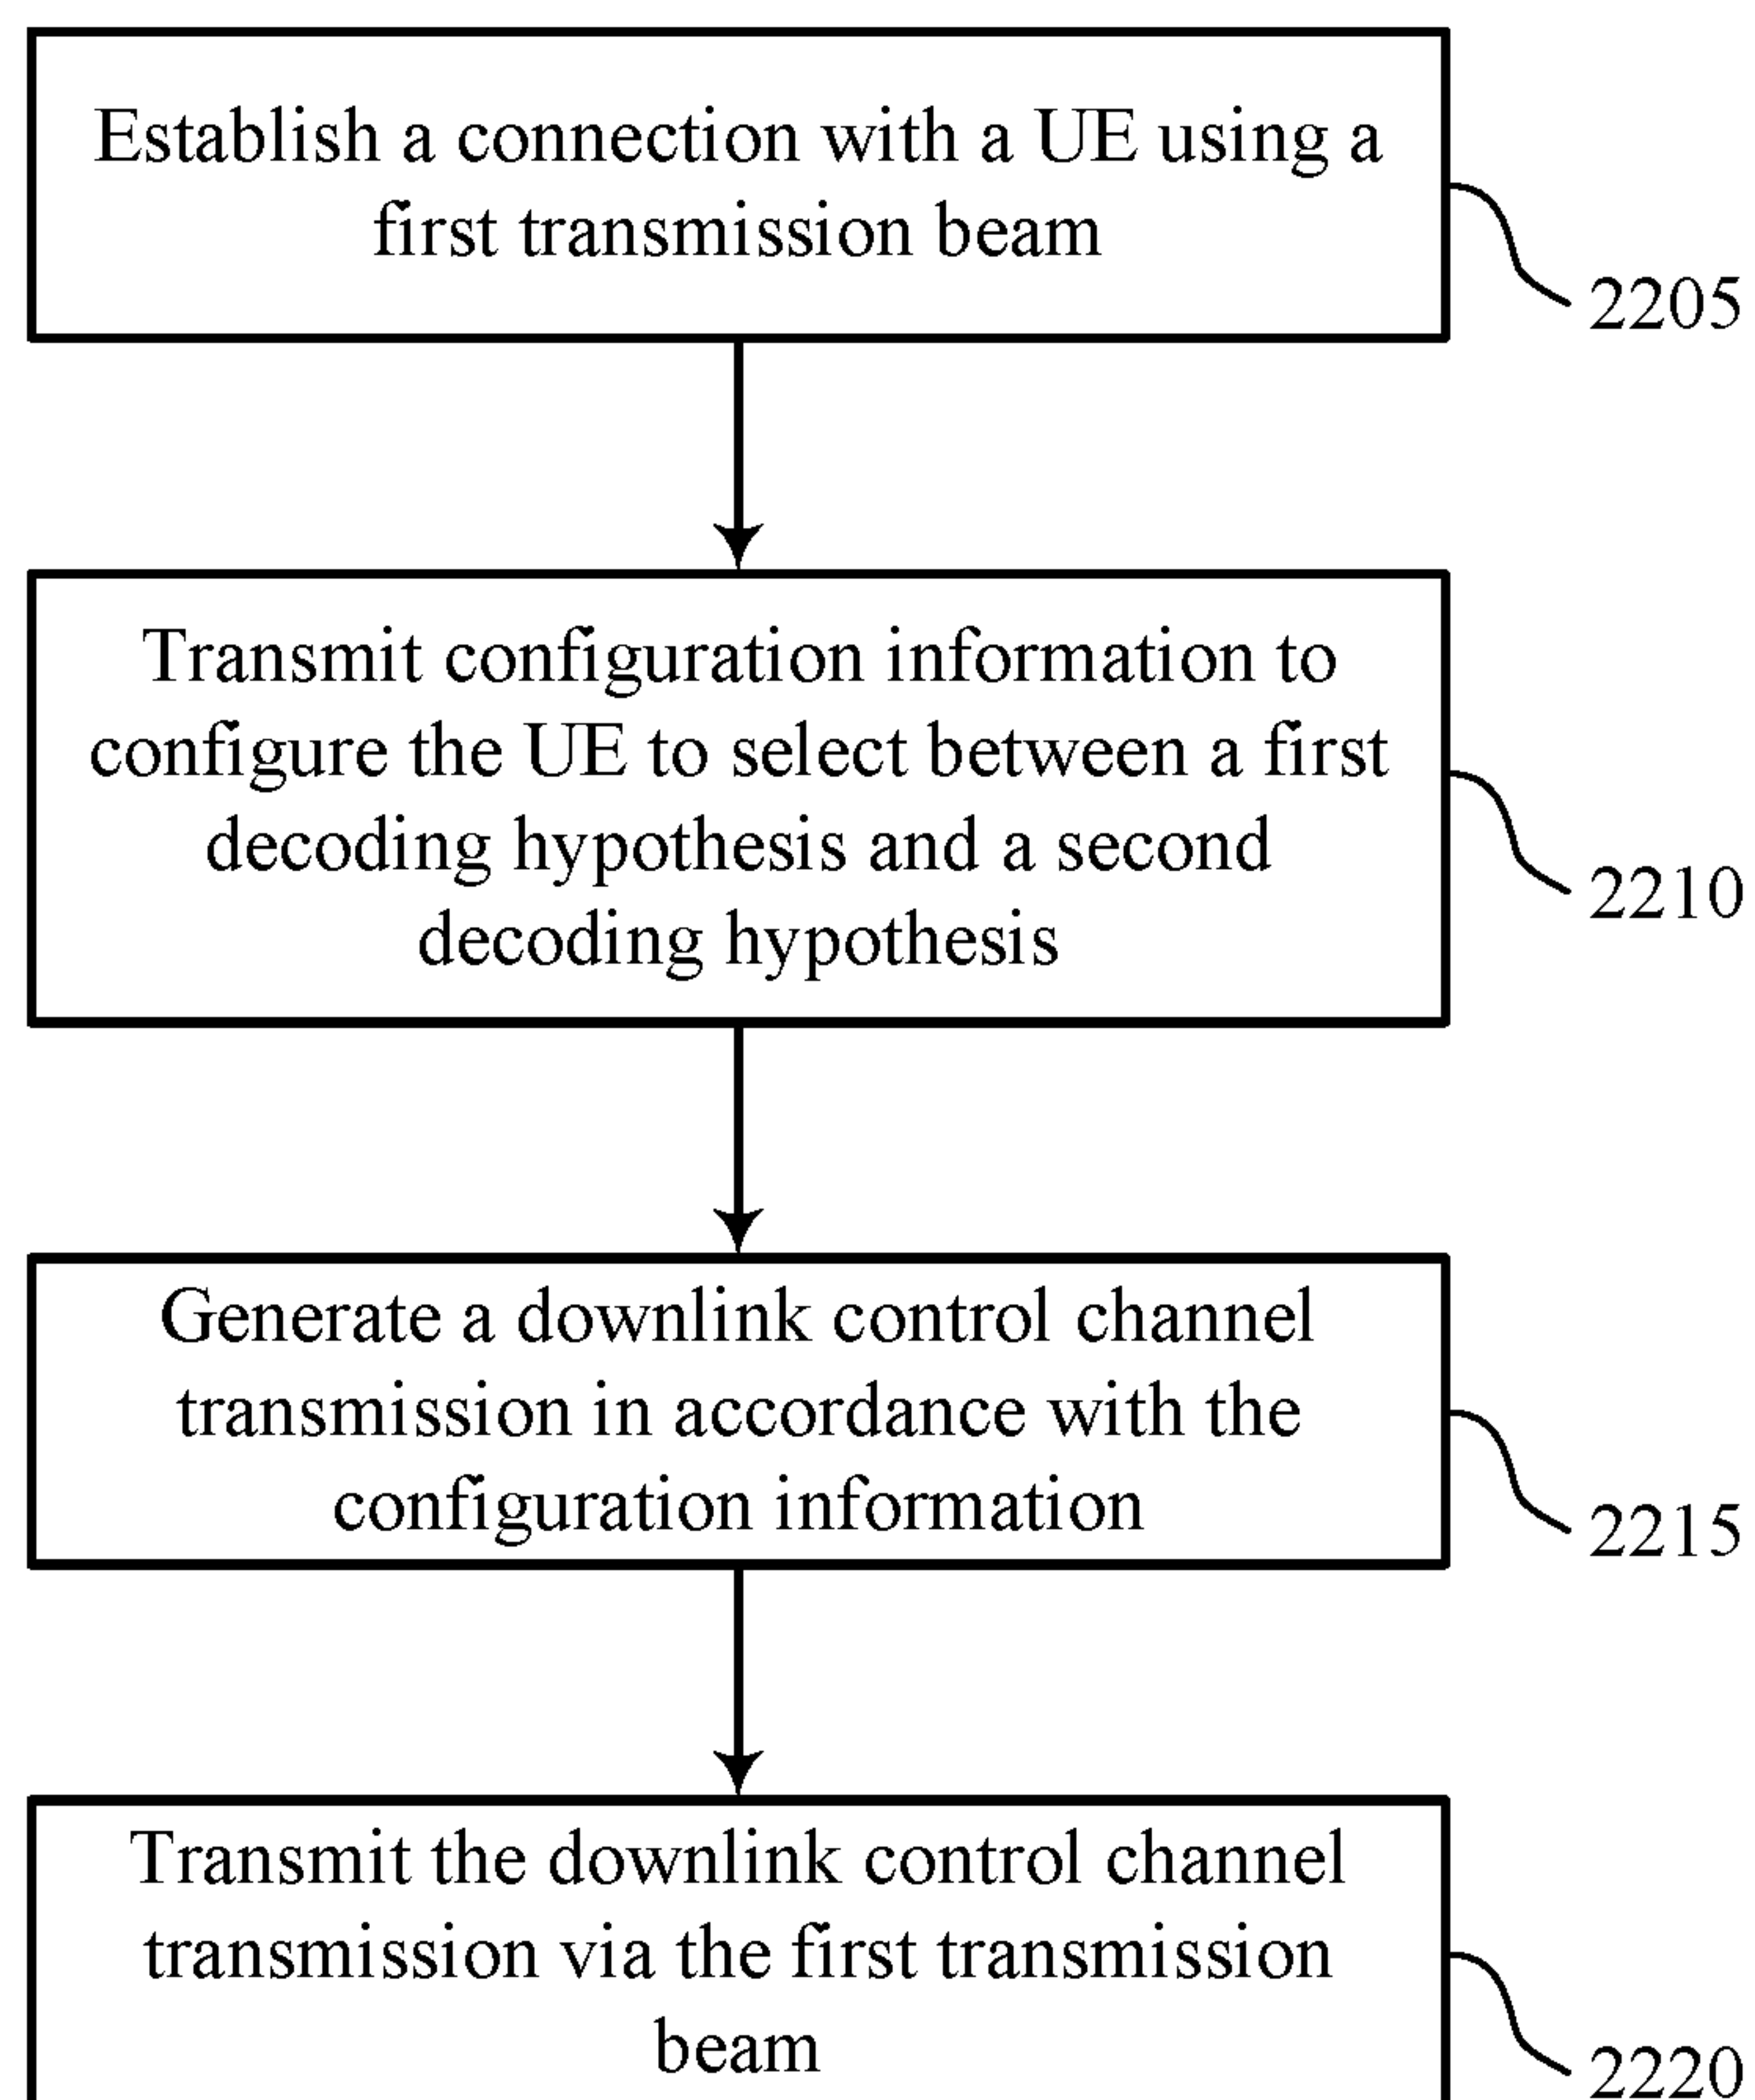 Establish a connection with a UE using a
first transmission beam
2205
Transmit configuration information to
configure the UE to select between a first
decoding hypothesis and a second
decoding hypothesis
2210
Generate a downlink control channel
transmission in accordance with the
configuration information
2215
Transmit the downlink control channel
transmission via the first transmission
beam
2220